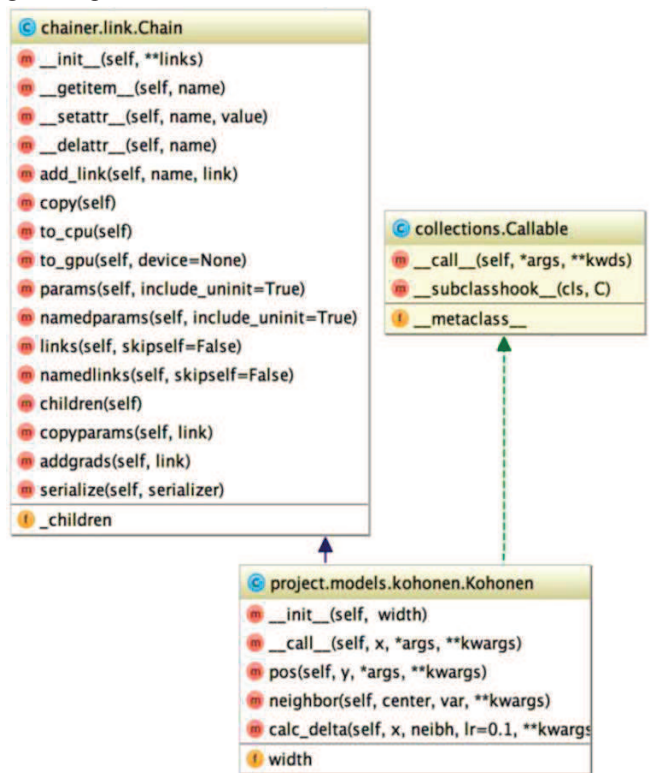 chainer.link.Chain
__init__(self, **links)
__getitem__(self, name)
__setattr__(self, name, value)
__delattr__(self, name)
add_link(self, name, link)
copy(self)
to_cpu(self)
to_gpu(self, device=None)
params(self, include_uninit=True)
namedparams(self, include_uninit=True)
links(self, skipself=False)
namedlinks(self, skipself=False)
children(self)
copyparams(self, link)
addgrads(self, link)
serialize(self, serializer)
_children
collections.Callable
__call__(self, *args, **kwds)
__subclasshook__(cls, C)
__metaclass__
project.models.kohonen.Kohonen
__init__(self, width)
__call__(self, x, *args, **kwargs)
pos(self, y, *args, **kwargs)
neighbor(self, center, var, **kwargs)
calc_delta(self, x, neibh, lr=0.1, **kwargs
width